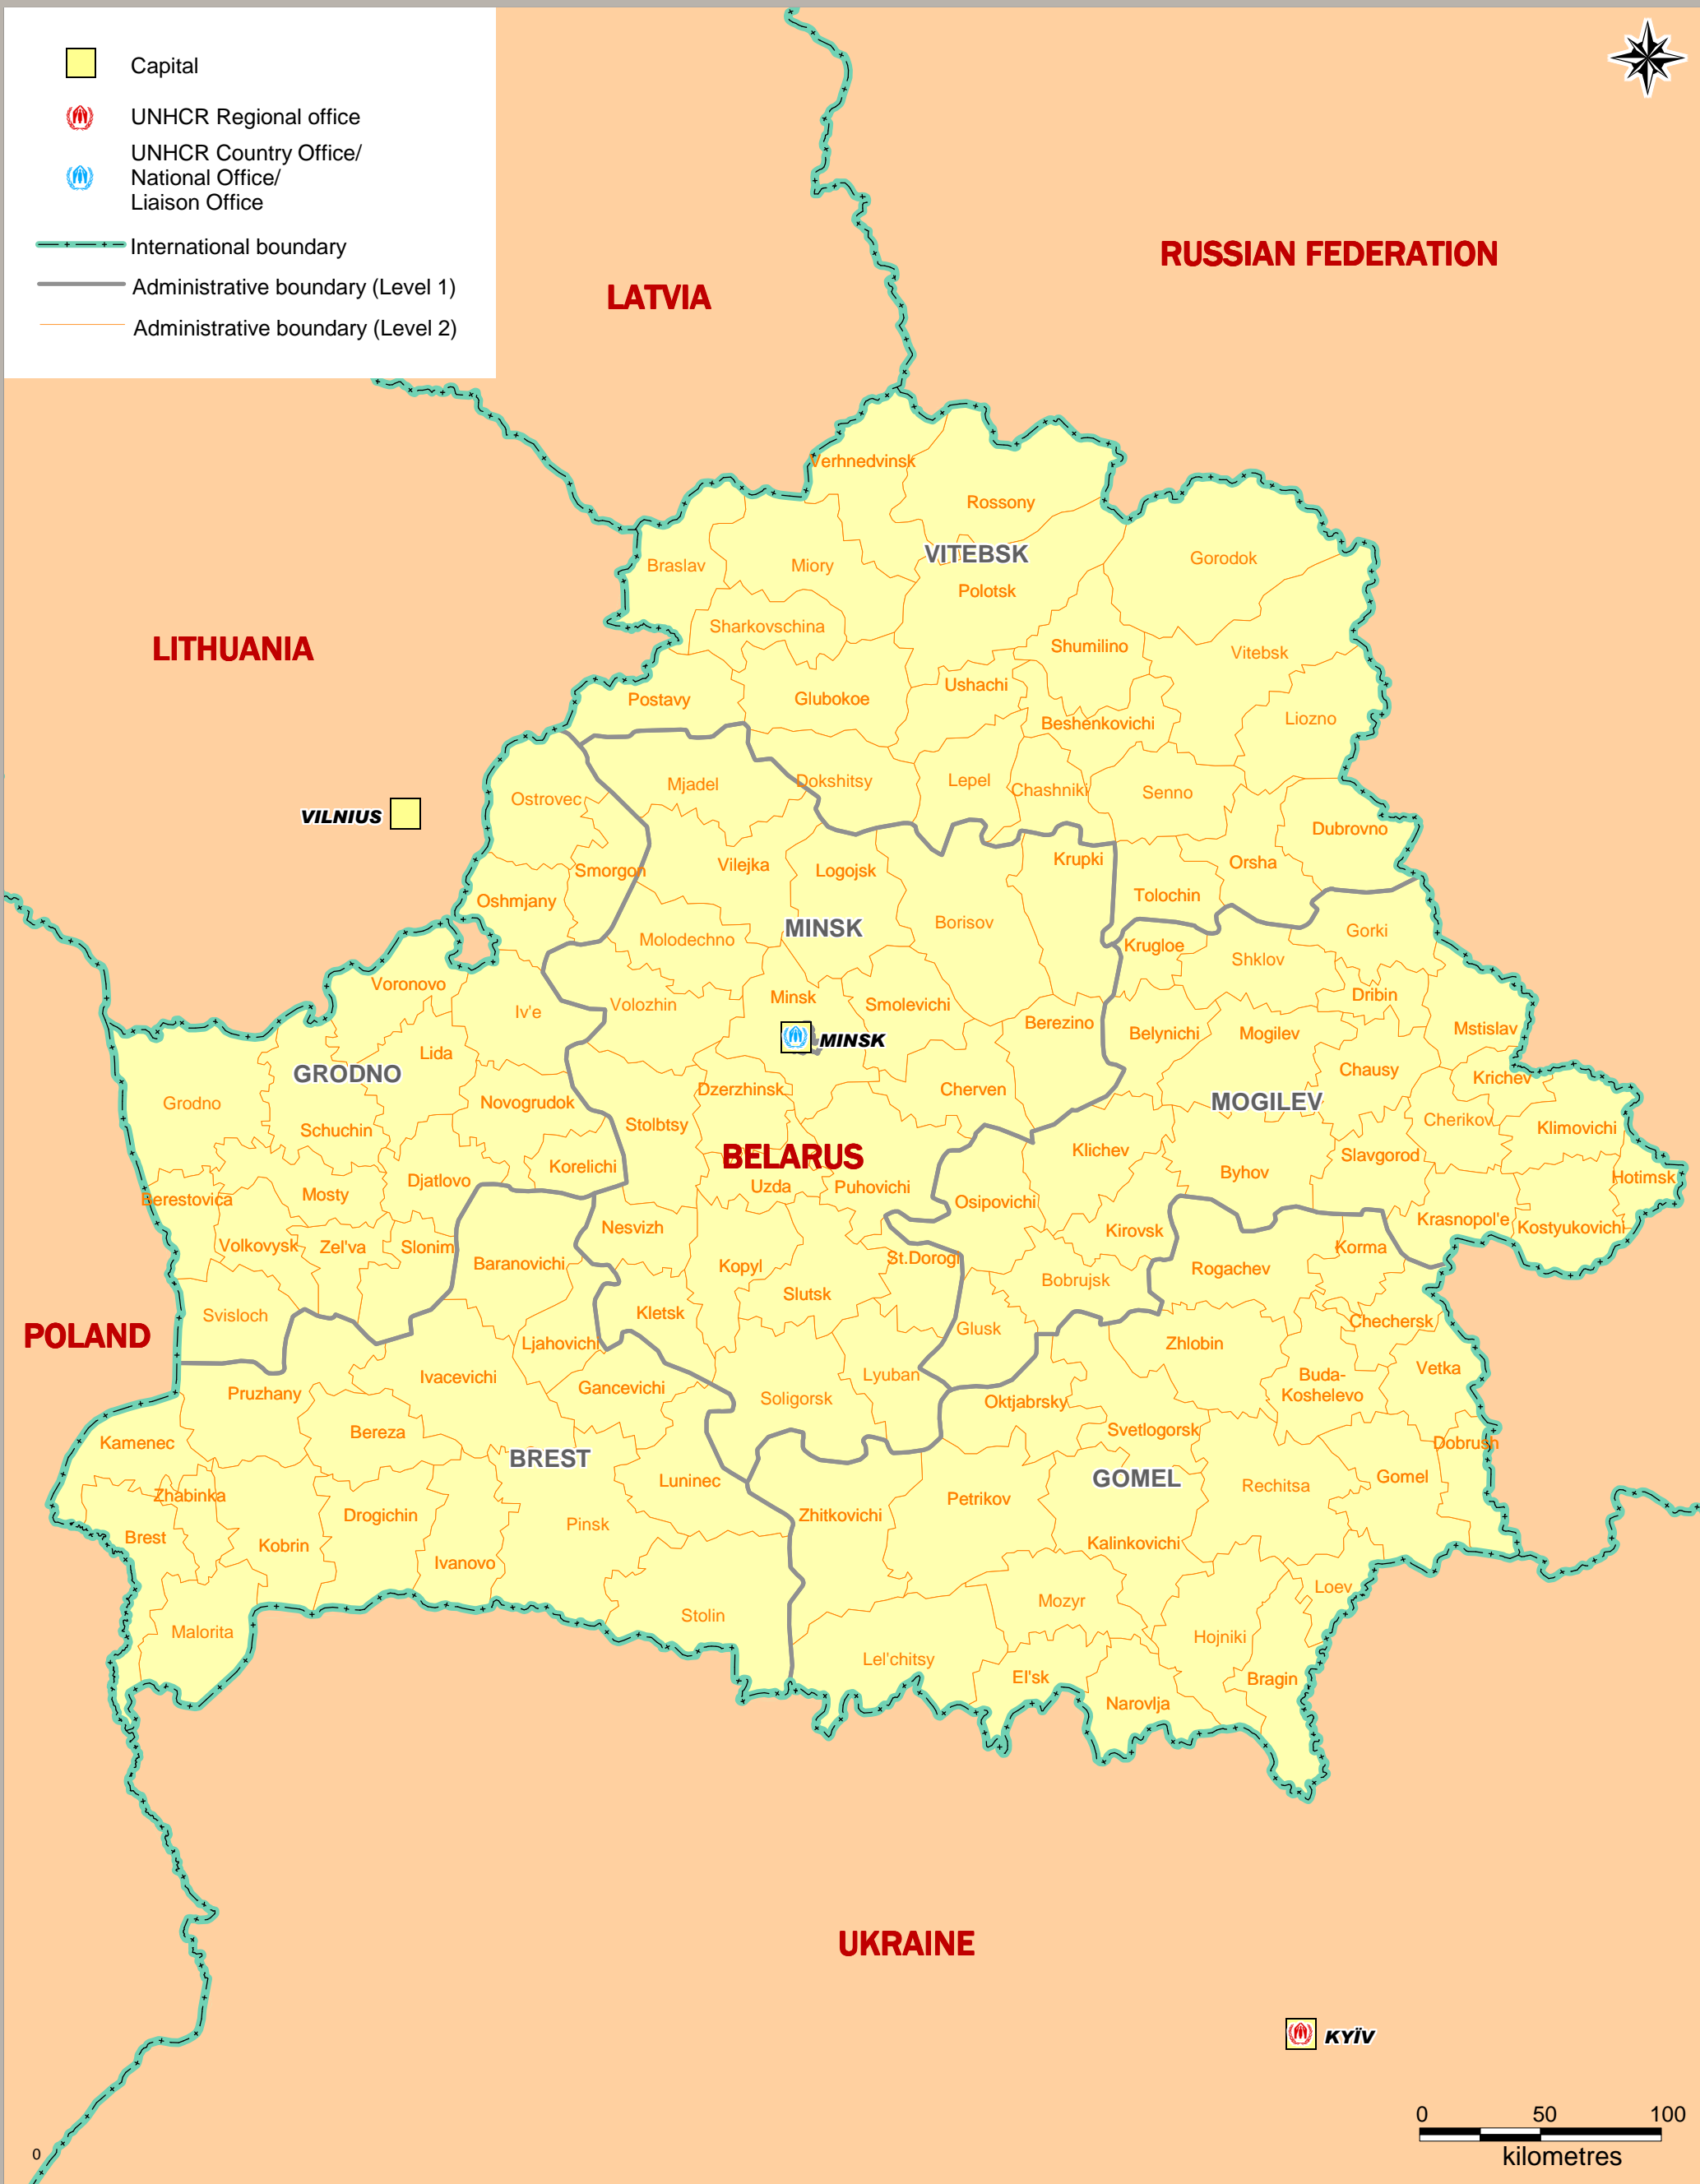 Capital
UNHCR Regional office
UNHCR Country Office/
National Office/
Liaison Office
International boundary
Administrative boundary (Level 1)
Administrative boundary (Level 2)
RUSSIAN FEDERATION
LATVIA
Verhnedvinsk
Rossony
VITEBSK
Gorodok
Braslav
Miory
Polotsk
Sharkovschina
LITHUANIA
Shumilino
Vitebsk
Ushachi
Postavy
Glubokoe
Liozno
Beshenkovichi
Dokshitsy
Lepel
Mjadel
Chashniki
Senno
Ostrovec
VILNIUS
Dubrovno
Krupki
Orsha
Vilejka
Logojsk
Smorgon
Tolochin
Oshmjany
Borisov
MINSK
Gorki
Molodechno
Krugloe
Shklov
Voronovo
Dribin
Minsk
Volozhin
Smolevichi
Iv'e
Berezino
Mstislav
Belynichi
Mogilev
MINSK
Lida
GRODNO
Chausy
Krichev
Dzerzhinsk
Cherven
Grodno
Novogrudok
MOGILEV
Cherikov
Stolbtsy
Klimovichi
Schuchin
Klichev
Slavgorod
BELARUS
Korelichi
Byhov
Hotimsk
Djatlovo
Uzda
Puhovichi
Mosty
Berestovica
Osipovichi
Krasnopol'e
Kostyukovichi
Nesvizh
Kirovsk
Volkovysk
Zel'va
Slonim
Korma
St.Dorogi
Baranovichi
Kopyl
Rogachev
Bobrujsk
Slutsk
Svisloch
Kletsk
Chechersk
Glusk
POLAND
Ljahovichi
Zhlobin
Vetka
Ivacevichi
Lyuban
Buda-
Koshelevo
Gancevichi
Pruzhany
Soligorsk
Oktjabrsky
Bereza
Svetlogorsk
Kamenec
Dobrush
BREST
GOMEL
Gomel
Luninec
Rechitsa
Zhabinka
Petrikov
Drogichin
Zhitkovichi
Pinsk
Brest
Kobrin
Kalinkovichi
Ivanovo
Loev
Mozyr
Stolin
Malorita
Hojniki
Lel'chitsy
El'sk
Bragin
Narovlja
UKRAINE
KYÏV
0 50 100
kilometres
0